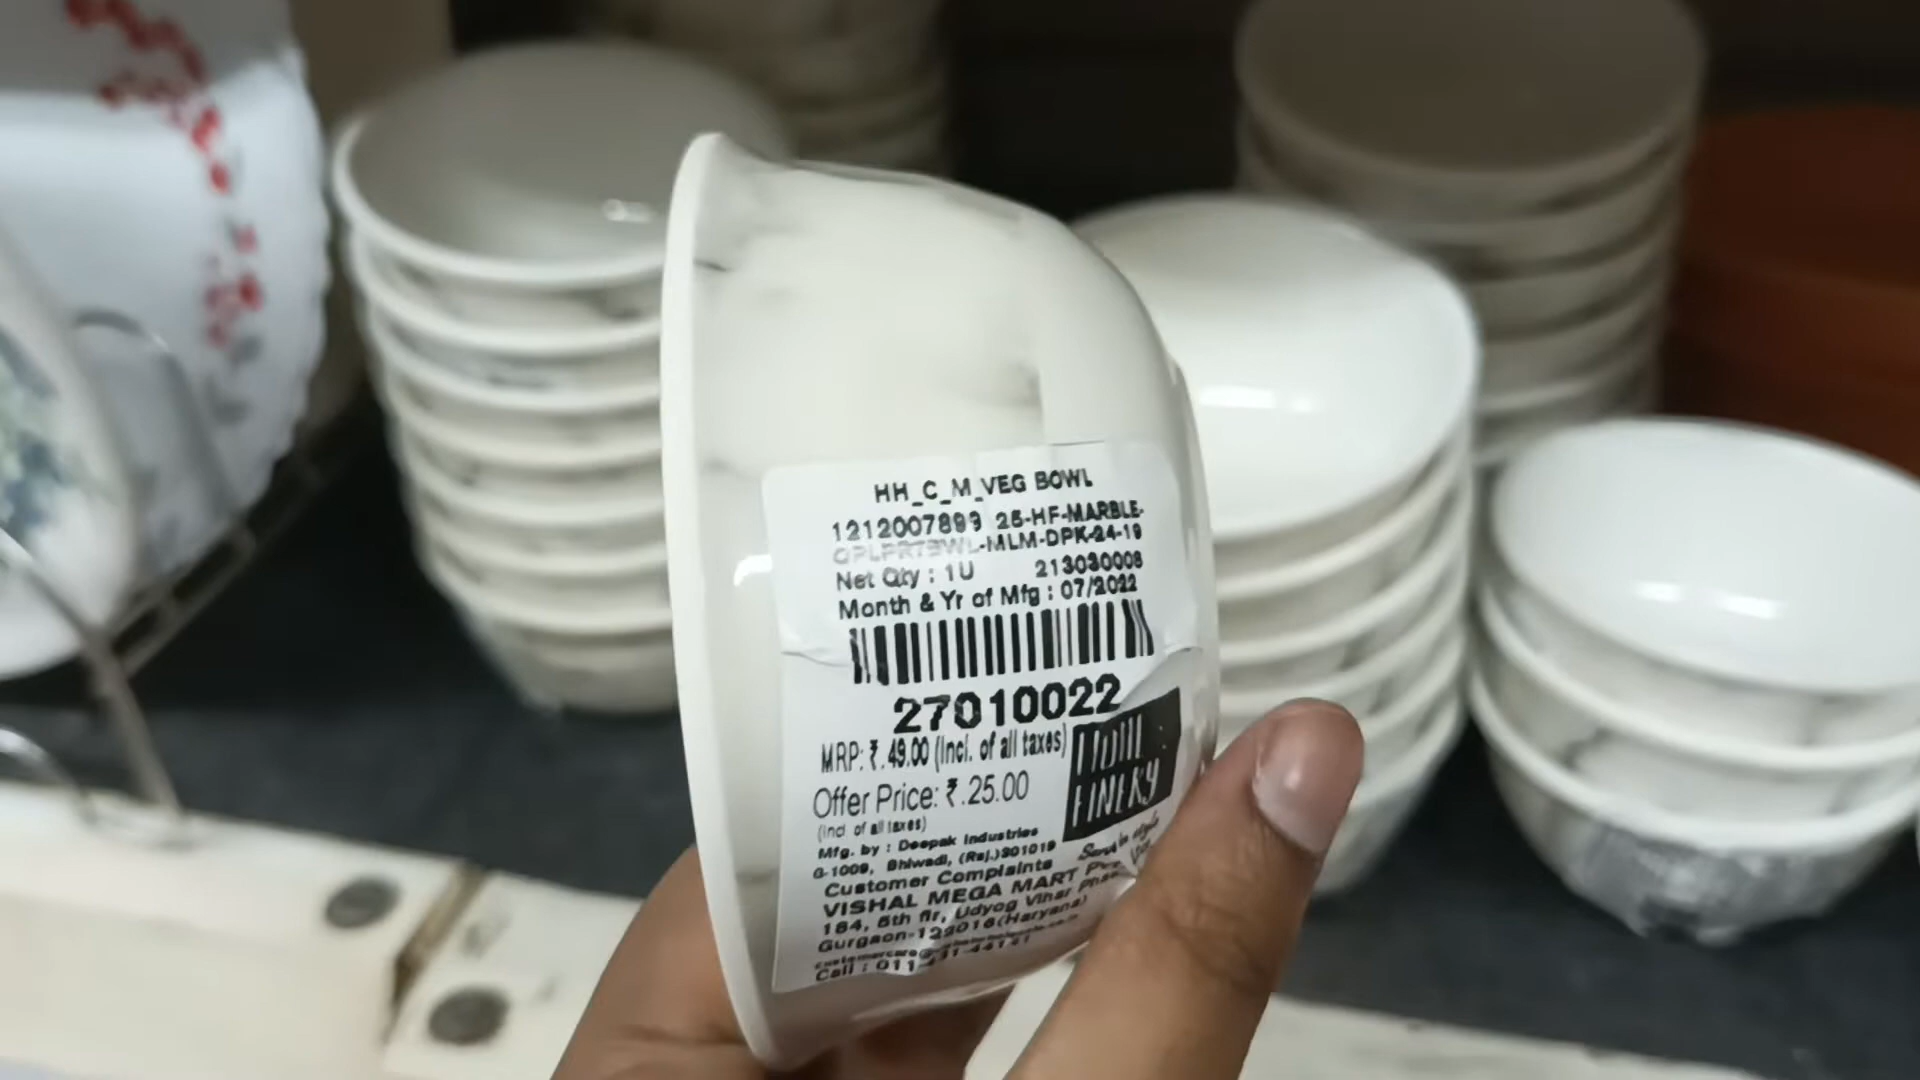 HH_C_M_VEG BOWL
1212007899 25-HF-MARBLE-
-MLM-DPK-24-19
Net Qty : 1U 213030008
Month & Yr of Mfg : 07/2022
27010022
MRP: ₹.49.00 (Incl. of all taxes)
Offer Price: ₹.25.00
(Incl of all taxes)
Mfg. by : Deepak Industries
G-1009, Bhiwadi, (Raj.)301019
Customer Complaints
VISHAL MEGA MART
184, 5th flr, Udyog Vihar
Gurgaon-122016(Haryana)
Call : 011
FINERY